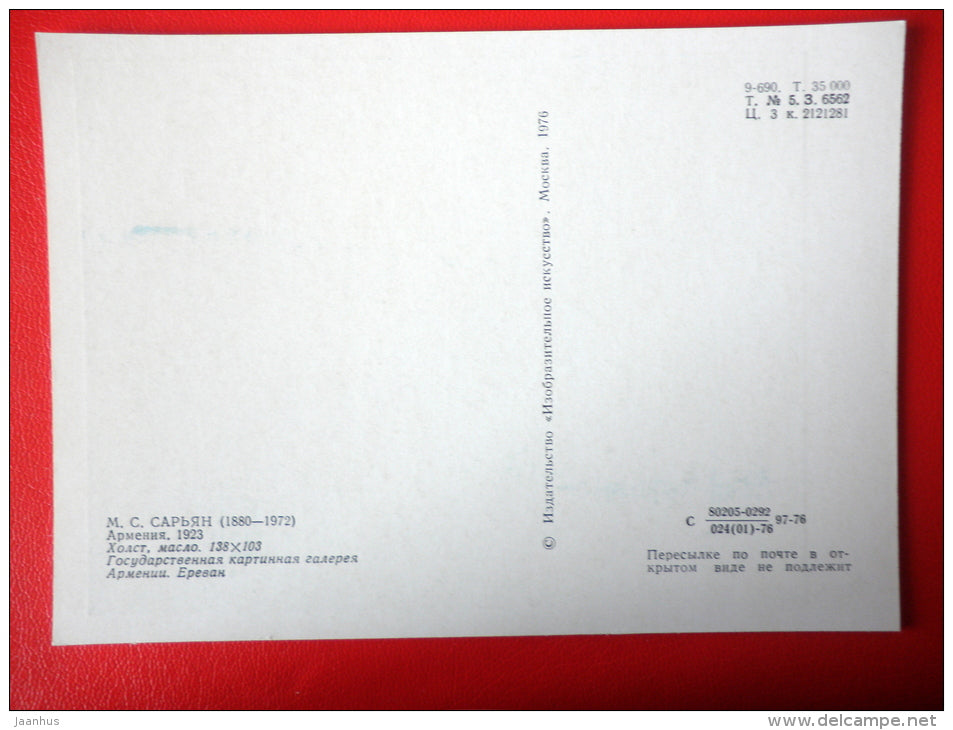 9-690. Т. 35 000
Т. № 5. З. 6562
Ц. 3 к. 2121281
© Издательство «Изобразительное искусство». Москва. 1976
М. С. САРЬЯН (1880—1972)
Армения. 1923
Холст, масло. 138×103
Государственная картинная галерея
Армении. Ереван
С 80205-0292 97-76
024(01)-76
Пересылке по почте в от-
крытом виде не подлежит
jaanhus
www.delcampe.net